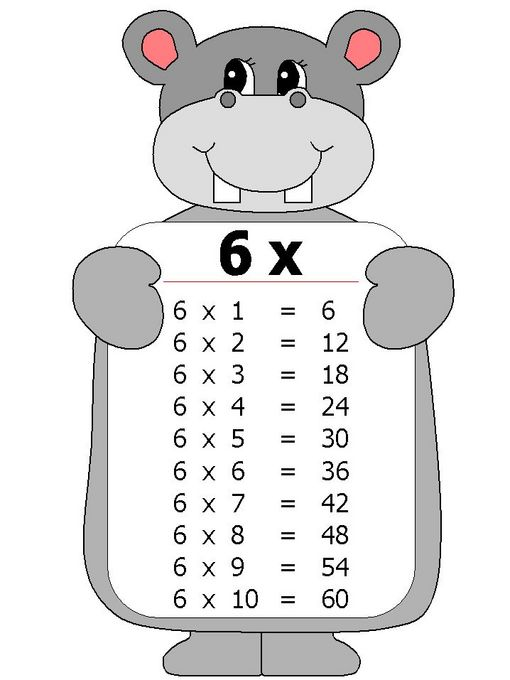 6 x
6 x 1 = 6
6 x 2 = 12
6 x 3 = 18
6 x 4 = 24
6 x 5 = 30
6 x 6 = 36
6 x 7 = 42
6 x 8 = 48
6 x 9 = 54
6 x 10 = 60